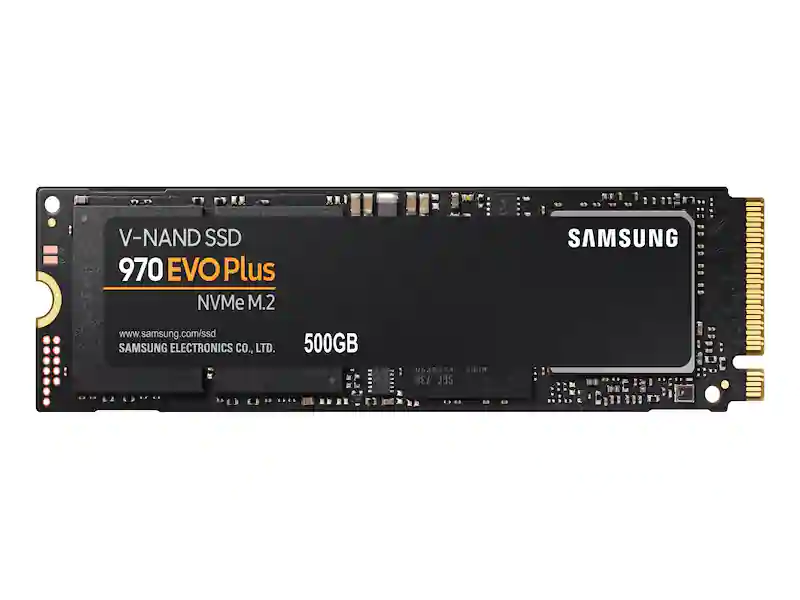 V-NAND SSD
970 EVO Plus
NVMe M.2
www.samsung.com/ssd
SAMSUNG ELECTRONICS CO., LTD.
500GB
SAMSUNG